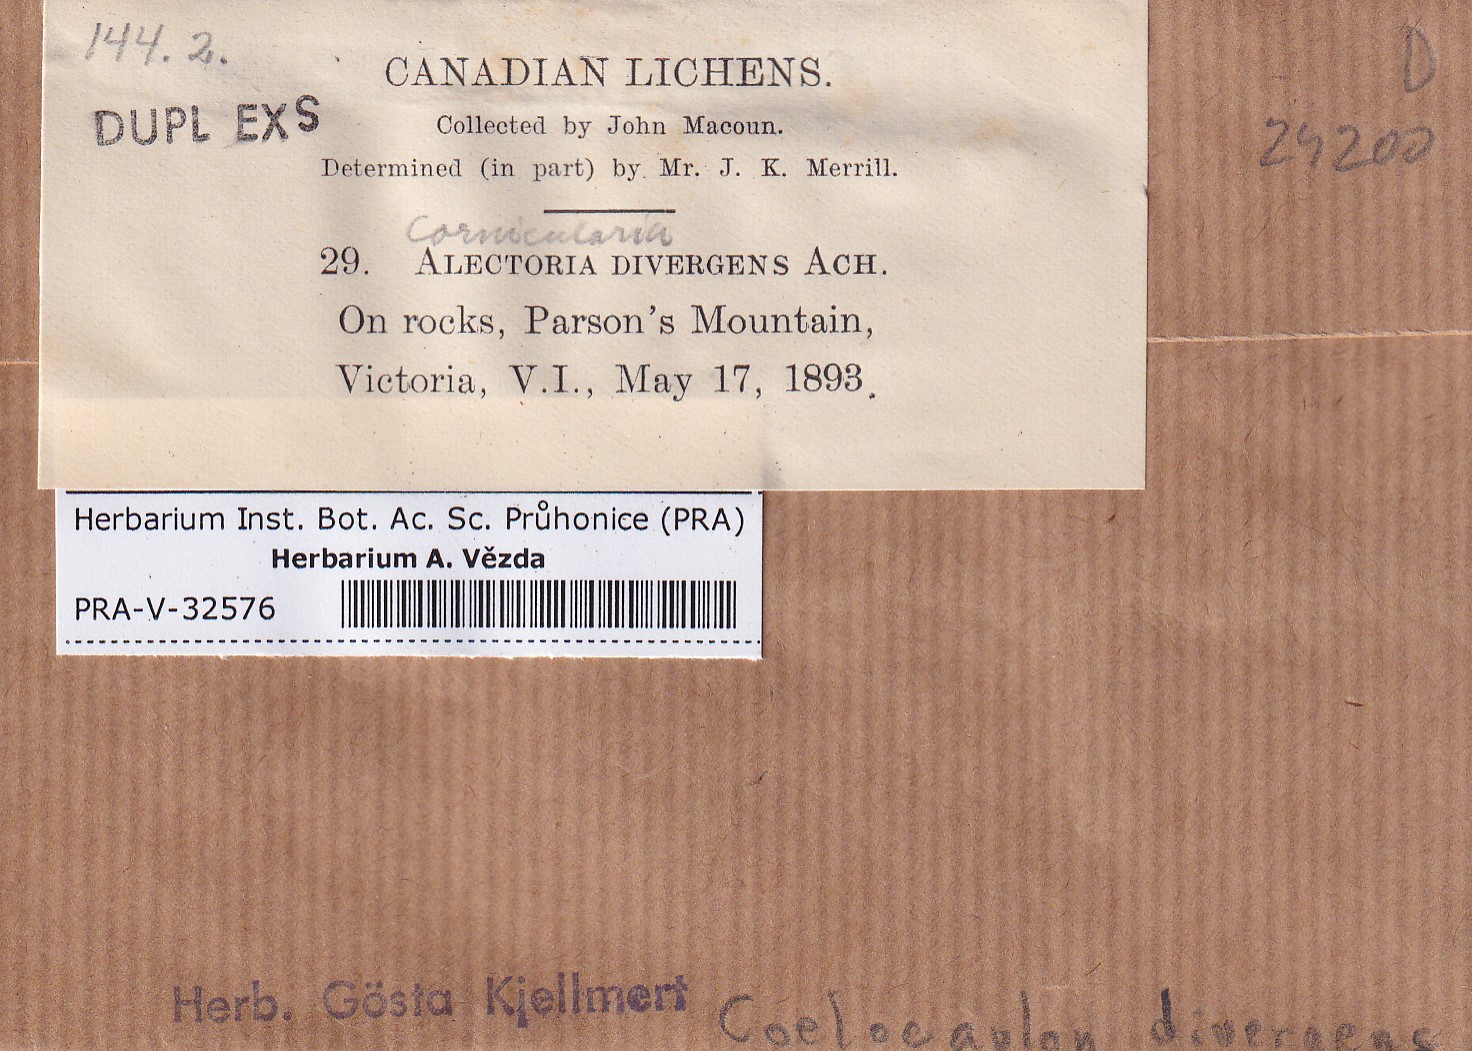 144. 2.
DUPL EXS
CANADIAN LICHENS.
Collected by John Macoun.
Determined (in part) by Mr. J. K. Merrill.
Cornicularia
29. ALECTORIA DIVERGENS ACH.
On rocks, Parson's Mountain,
Victoria, V.I., May 17, 1893.
D
24200
Herbarium Inst. Bot. Ac. Sc. Průhonice (PRA)
Herbarium A. Vězda
PRA-V-32576
Herb. Gösta Kjellmert
Coelocaulon divergens